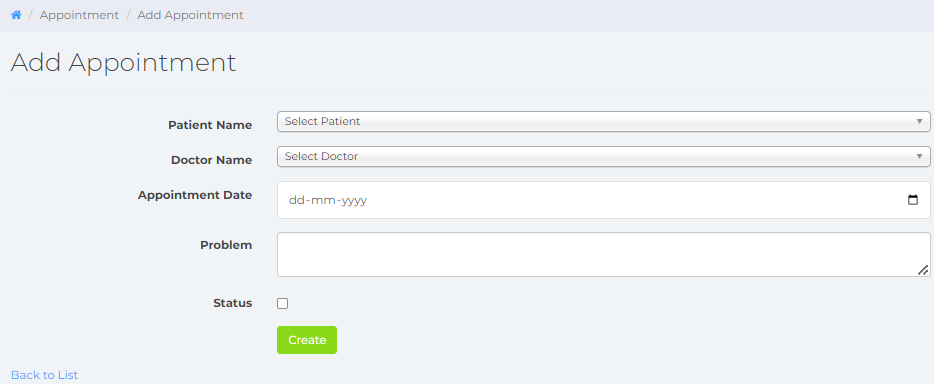 / Appointment / Add Appointment
Add Appointment
Patient Name Select Patient
Doctor Name Select Doctor
Appointment Date dd-mm-yyyy
Problem
Status
Create
Back to List